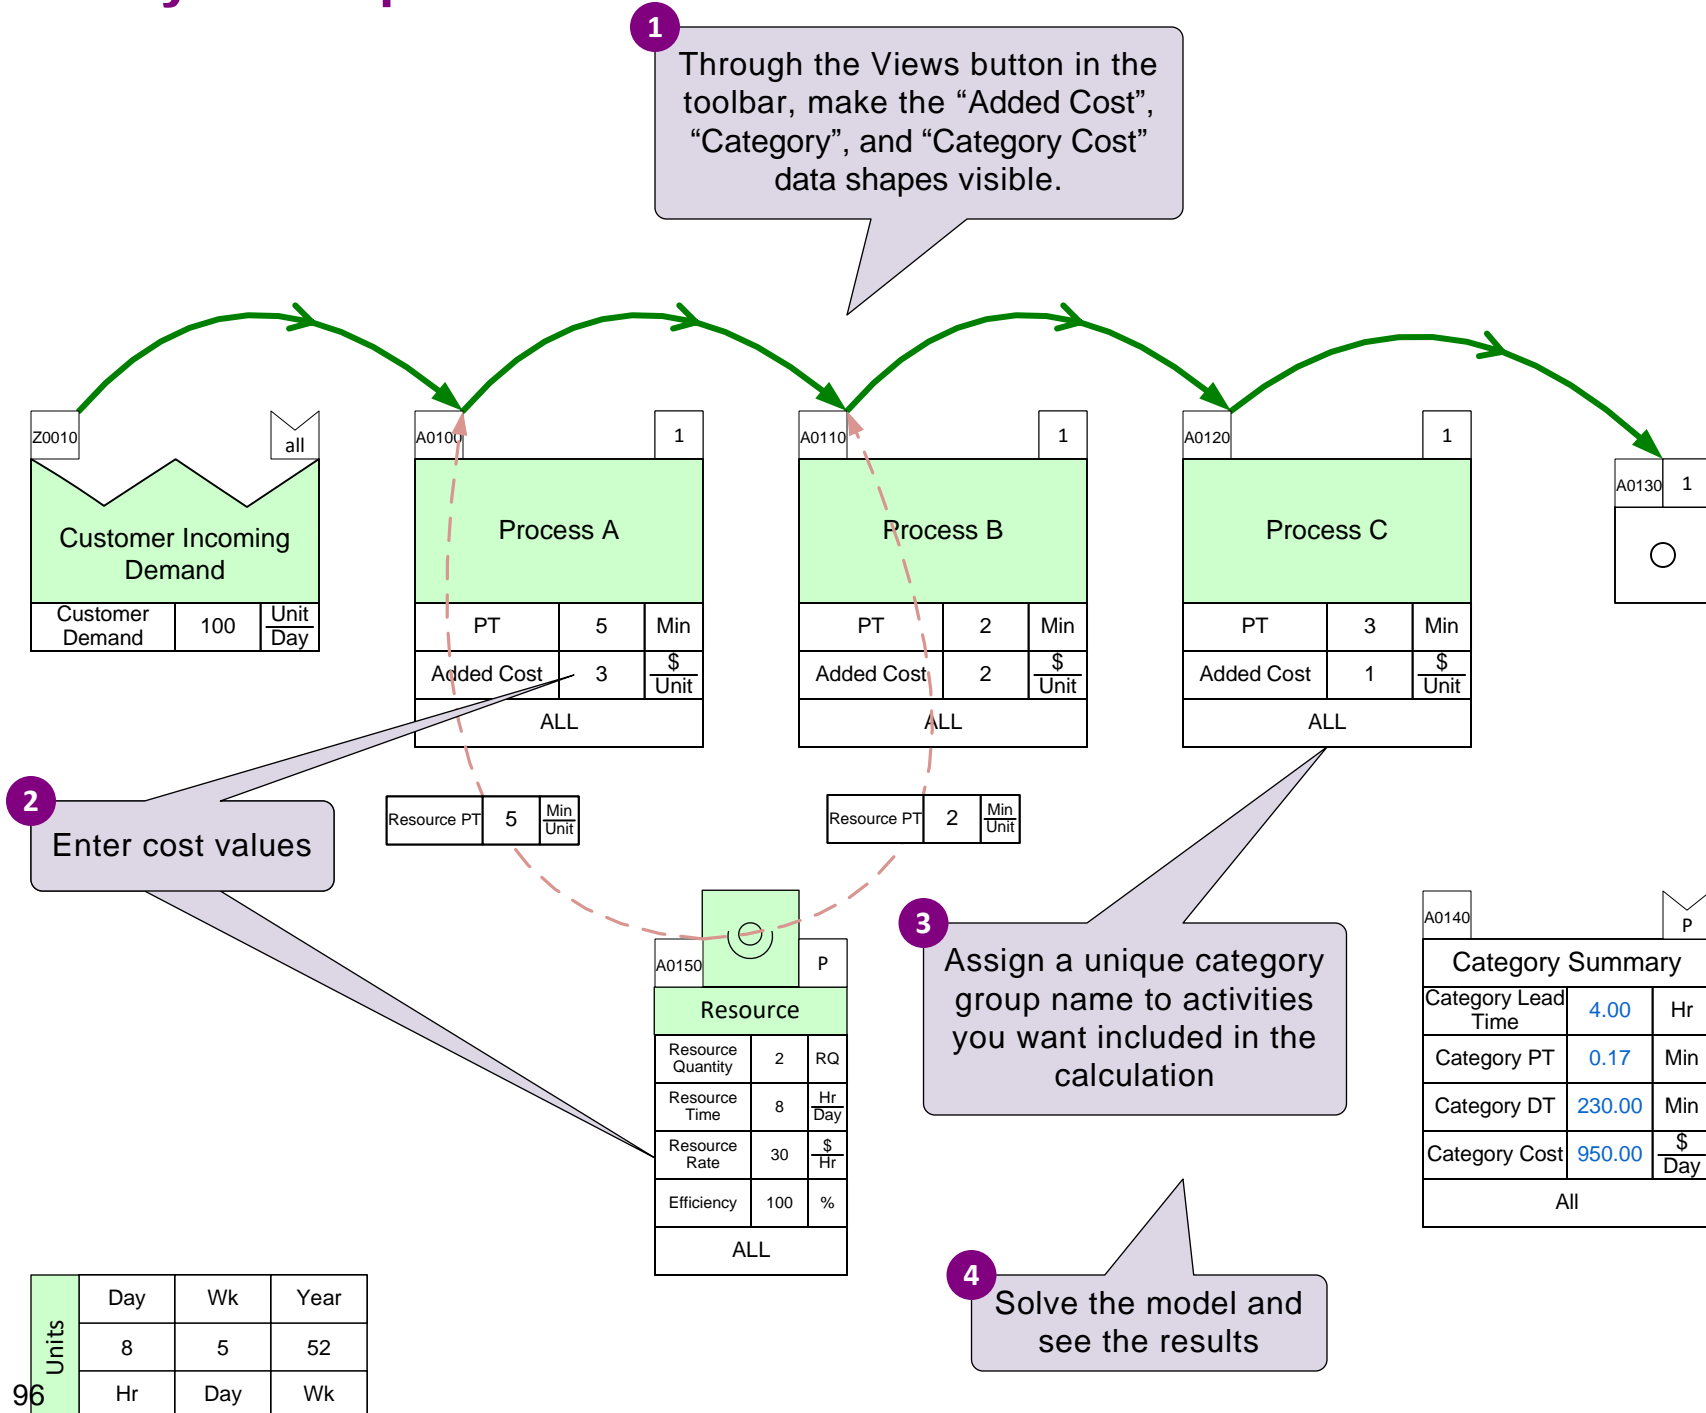 1
Through the Views button in the
toolbar, make the “Added Cost”,
“Category”, and “Category Cost”
data shapes visible.
Z0010
all
Customer Incoming
Demand
Customer
Demand
100
Unit
Day
A0100
1
Process A
PT 5 Min
Added Cost 3 $
Unit
ALL
A0110
1
Process B
PT 2 Min
Added Cost 2 $
Unit
ALL
A0120
1
Process C
PT 3 Min
Added Cost 1 $
Unit
ALL
A0130 1
2
Enter cost values
Resource PT 5 Min
Unit
Resource PT 2 Min
Unit
A0150
P
Resource
Resource
Quantity
2 RQ
Resource
Time
8 Hr
Day
Resource
Rate
30 $
Hr
Efficiency 100 %
ALL
3
Assign a unique category
group name to activities
you want included in the
calculation
A0140
P
Category Summary
Category Lead
Time
4.00 Hr
Category PT 0.17 Min
Category DT 230.00 Min
Category Cost 950.00 $
Day
All
4
Solve the model and
see the results
Units
Day Wk Year
8 5 52
Hr Day Wk
96